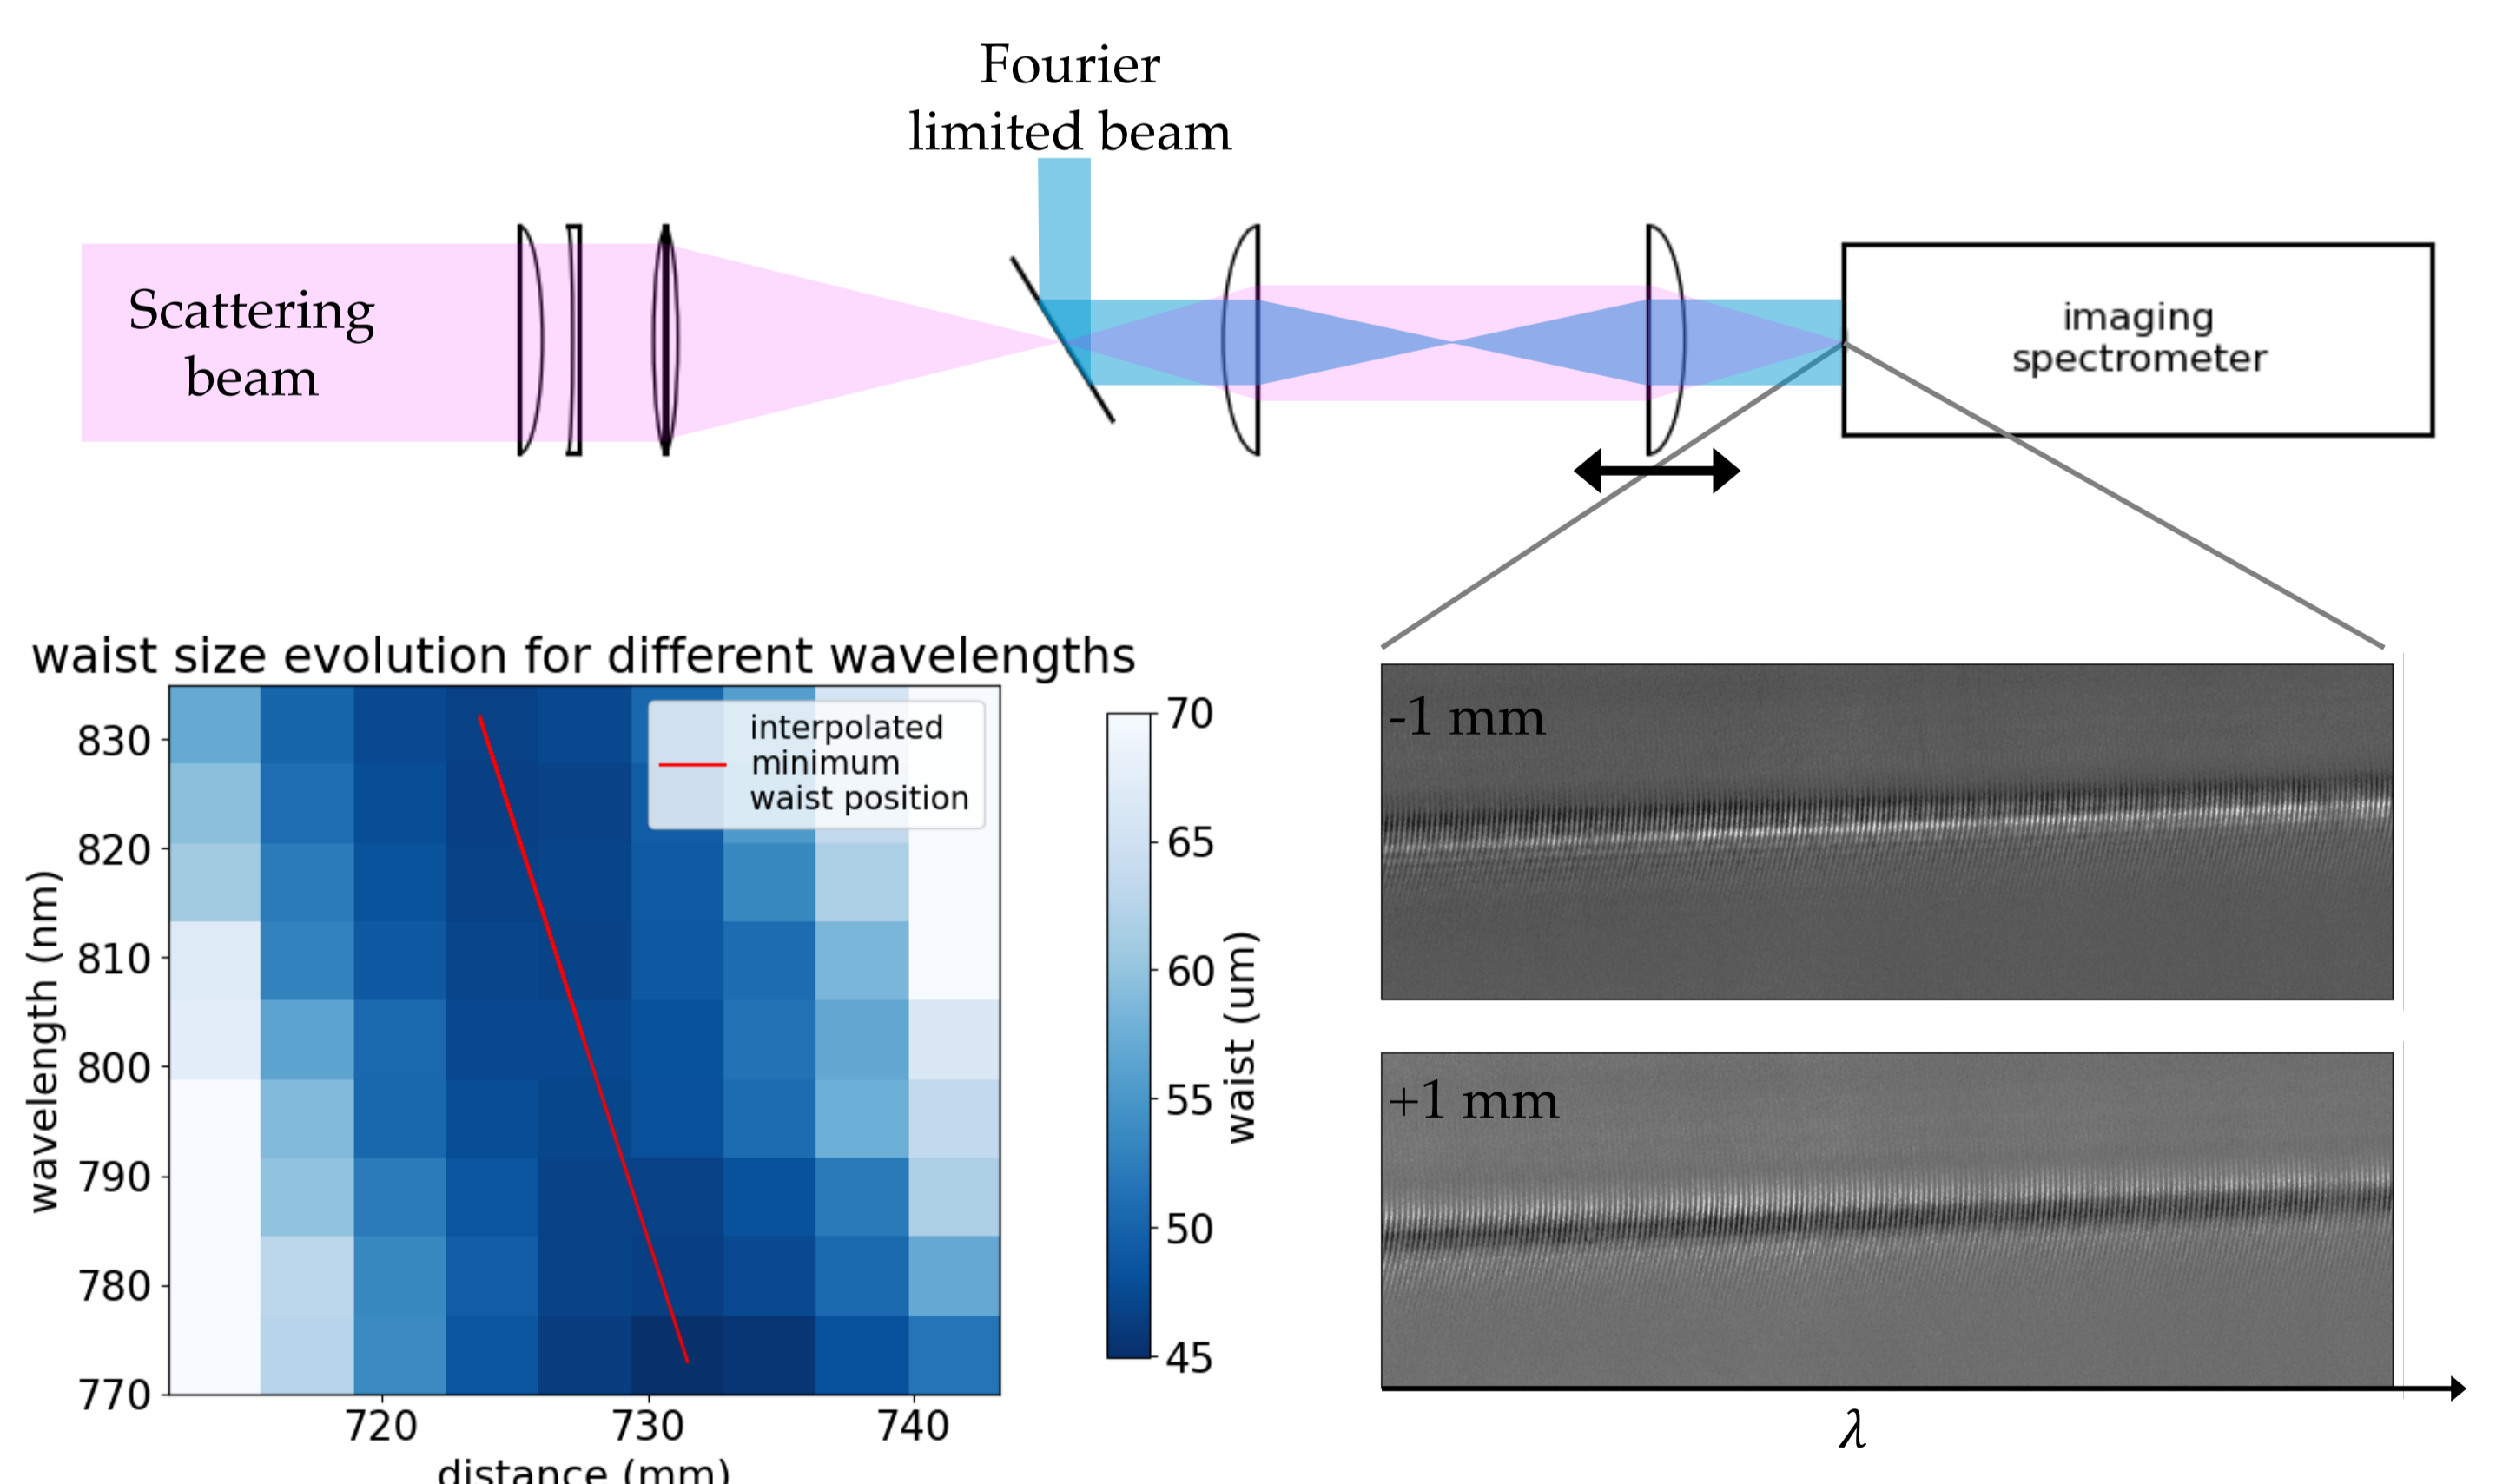 Fourier
limited beam
Scattering
beam
imaging
spectrometer
waist size evolution for different wavelengths
interpolated
minimum
waist position
830
820
810
800
790
780
770
wavelength (nm)
720
730
740
distance (mm)
70
65
60
55
50
45
waist (um)
-1 mm
+1 mm
λ